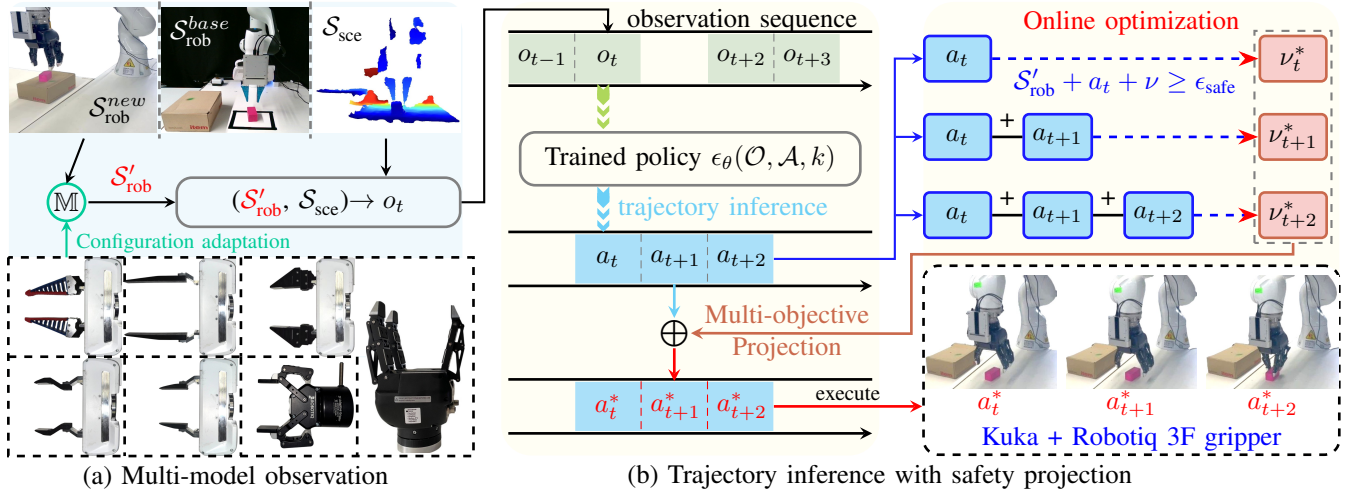 S_rob^new
S_rob^base
S_sce
S'_rob
𝕄
(S'_rob, S_sce) → o_t
Configuration adaptation
(a) Multi-model observation
observation sequence
o_{t−1} o_t o_{t+2} o_{t+3}
Trained policy ϵ_θ(O, A, k)
trajectory inference
a_t a_{t+1} a_{t+2}
Multi-objective
Projection
a_t^* a_{t+1}^* a_{t+2}^*
execute
Online optimization
a_t ν_t^*
S'_rob + a_t + ν ≥ ϵ_safe
a_t + a_{t+1} ν_{t+1}^*
a_t + a_{t+1} + a_{t+2} ν_{t+2}^*
a_t^* a_{t+1}^* a_{t+2}^*
Kuka + Robotiq 3F gripper
(b) Trajectory inference with safety projection